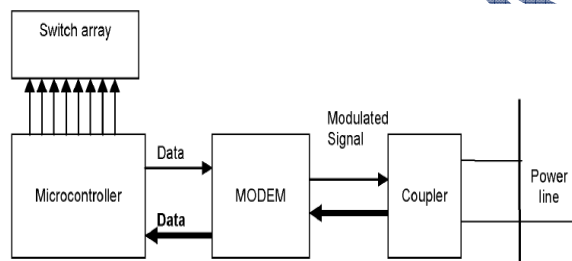 Switch array
Modulated
Signal
Data
Microcontroller
MODEM
Coupler
Power
line
Data